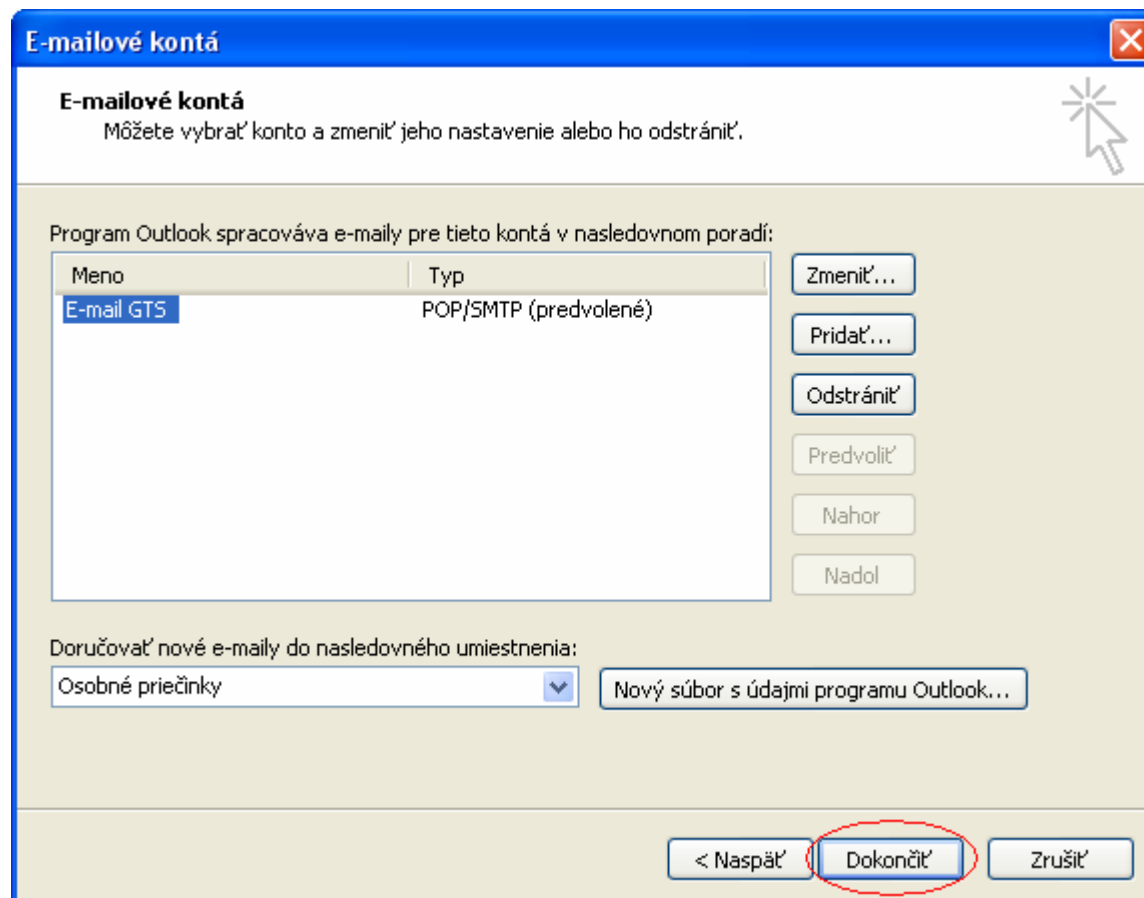 E-mailové kontá
E-mailové kontá
Môžete vybrať konto a zmeniť jeho nastavenie alebo ho odstrániť.
Program Outlook spracováva e-maily pre tieto kontá v nasledovnom poradí:
Meno Typ
E-mail GTS POP/SMTP (predvolené)
Zmeniť...
Pridať...
Odstrániť
Predvoliť
Nahor
Nadol
Doručovať nové e-maily do nasledovného umiestnenia:
Osobné priečinky Nový súbor s údajmi programu Outlook...
< Naspäť Dokončiť Zrušiť